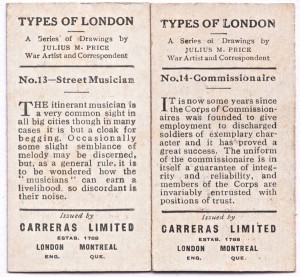 TYPES OF LONDON
A Series of Drawings by
JULIUS M. PRICE
War Artist and Correspondent
No.13—Street Musician
THE itinerant musician is
a very common sight in
all big cities though in many
cases it is but a cloak for
begging. Occasionally
some slight semblance of
melody may be discerned,
but, as a general rule, it is
to be wondered how the
"musicians" can earn a
livelihood, so discordant is
their noise.
Issued by
CARRERAS LIMITED
ESTAB. 1788
LONDON MONTREAL
ENG. QUE.
TYPES OF LONDON
A Series of Drawings by
JULIUS M. PRICE
War Artist and Correspondent
No.14-Commissionaire
IT is now some years since
the Corps of Commission-
aires was founded to give
employment to discharged
soldiers of exemplary char-
acter and it has proved a
great success. The uniform
of the commissionaire is in
itself a guarantee of integ-
rity and reliability, and
members of the Corps are
invariably entrusted with
positions of trust.
Issued by
CARRERAS LIMITED
ESTAB. 1788
LONDON MONTREAL
ENG. QUE.